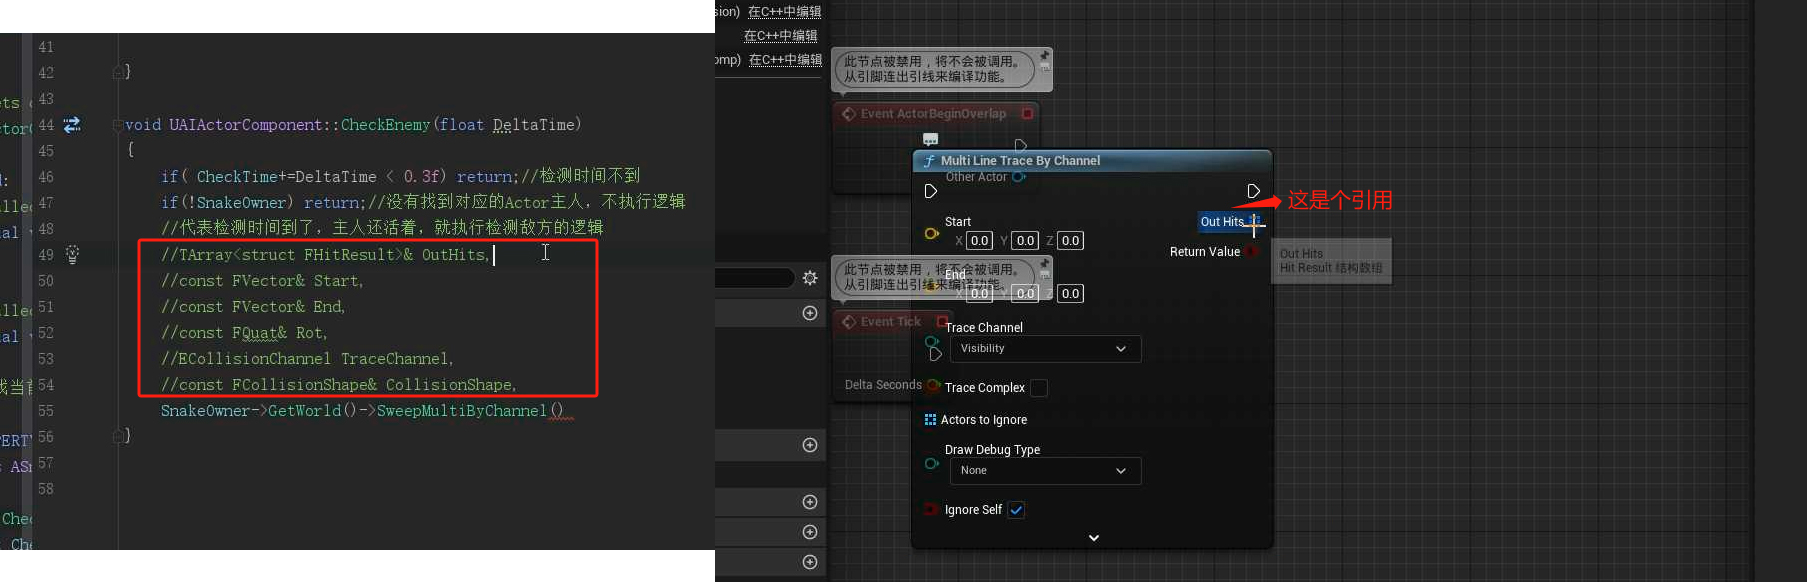 41
42 }
43
44 void UAIActorComponent::CheckEnemy(float DeltaTime)
45 {
46 if( CheckTime+=DeltaTime < 0.3f) return;//检测时间不到
47 if(!SnakeOwner) return;//没有找到对应的Actor主人，不执行逻辑
48 //代表检测时间到了，主人还活着，就执行检测敌方的逻辑
49 //TArray<struct FHitResult>& OutHits,
50 //const FVector& Start,
51 //const FVector& End,
52 //const FQuat& Rot,
53 //ECollisionChannel TraceChannel,
54 //const FCollisionShape& CollisionShape,
55 SnakeOwner->GetWorld()->SweepMultiByChannel()
56 }
57
58
sion) 在C++中编辑
在C++中编辑
omp) 在C++中编辑
此节点被禁用，将不会被调用。
从引脚连出引线来编译功能。
Event ActorBeginOverlap
Multi Line Trace By Channel
Other Actor
这是个引用
Start
Out Hits
X 0.0 Y 0.0 Z 0.0
Return Value
Out Hits
Hit Result 结构数组
此节点被禁用，将不会被调用。
从引脚连出引线来编译功能。
End
X 0.0 Y 0.0 Z 0.0
Event Tick
Trace Channel
Visibility
Delta Seconds
Trace Complex
Actors to Ignore
Draw Debug Type
None
Ignore Self